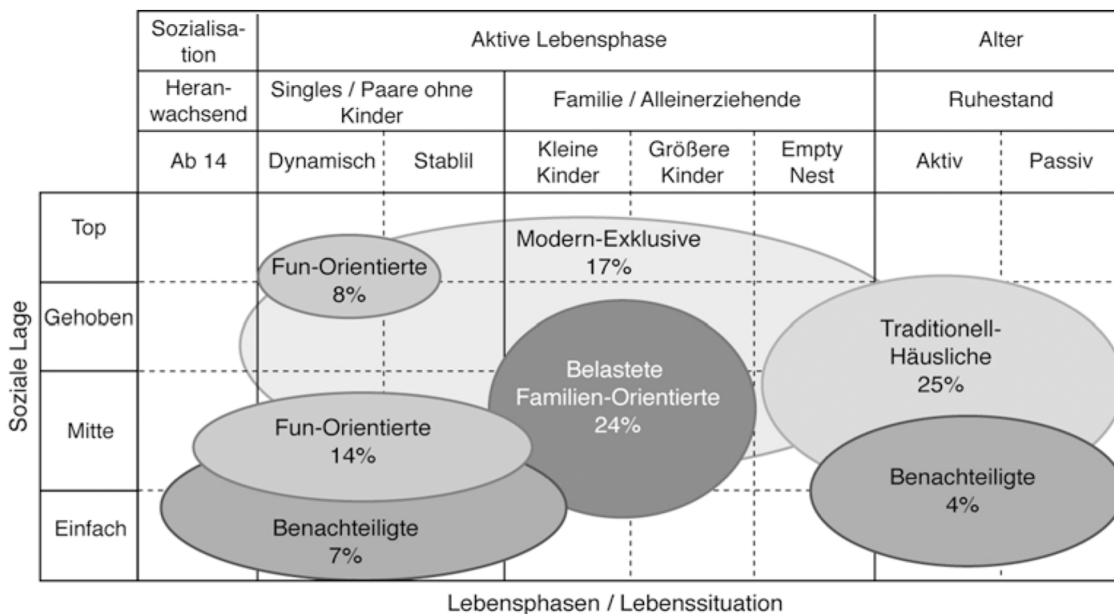 Sozialisa-
tion
Aktive Lebensphase
Alter
Heran-
wachsend
Singles / Paare ohne
Kinder
Familie / Alleinerziehende
Ruhestand
Ab 14
Dynamisch
Stablil
Kleine
Kinder
Größere
Kinder
Empty
Nest
Aktiv
Passiv
Soziale Lage
Top
Gehoben
Mitte
Einfach
Modern-Exklusive
17%
Fun-Orientierte
8%
Traditionell-
Häusliche
25%
Belastete
Familien-Orientierte
24%
Fun-Orientierte
14%
Benachteiligte
4%
Benachteiligte
7%
Lebensphasen / Lebenssituation